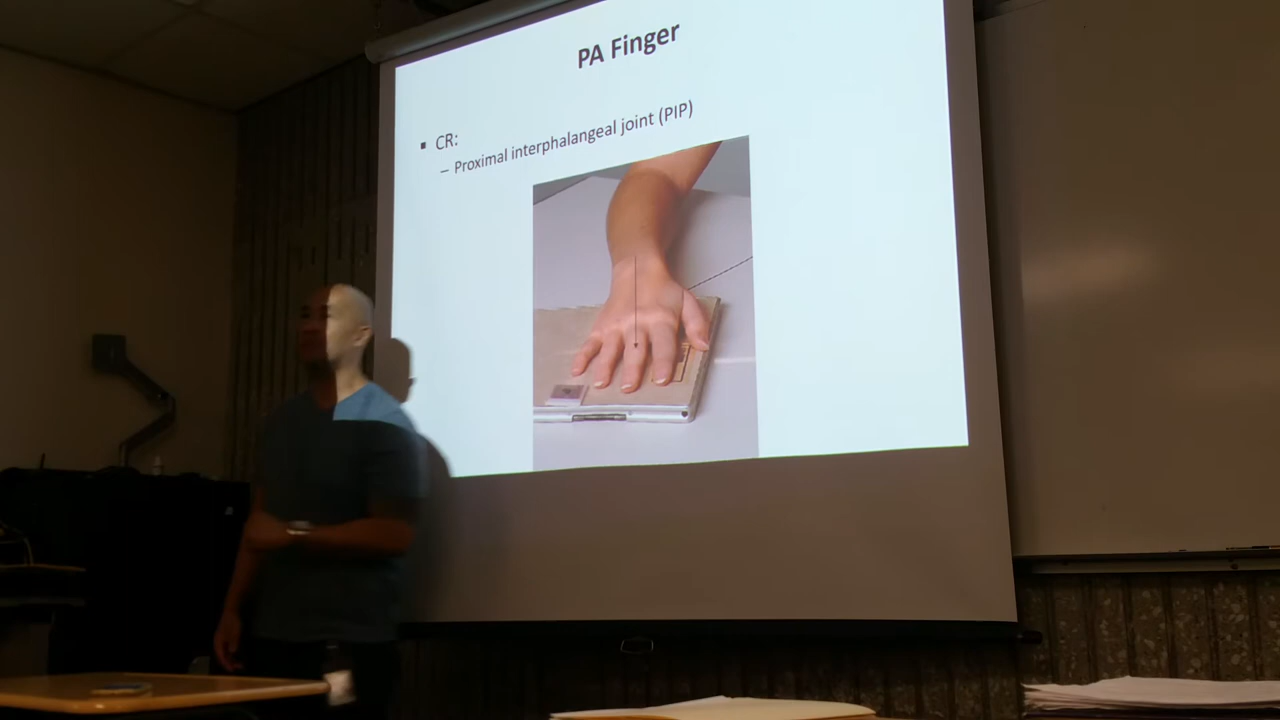 PA Finger
▪ CR:
– Proximal interphalangeal joint (PIP)